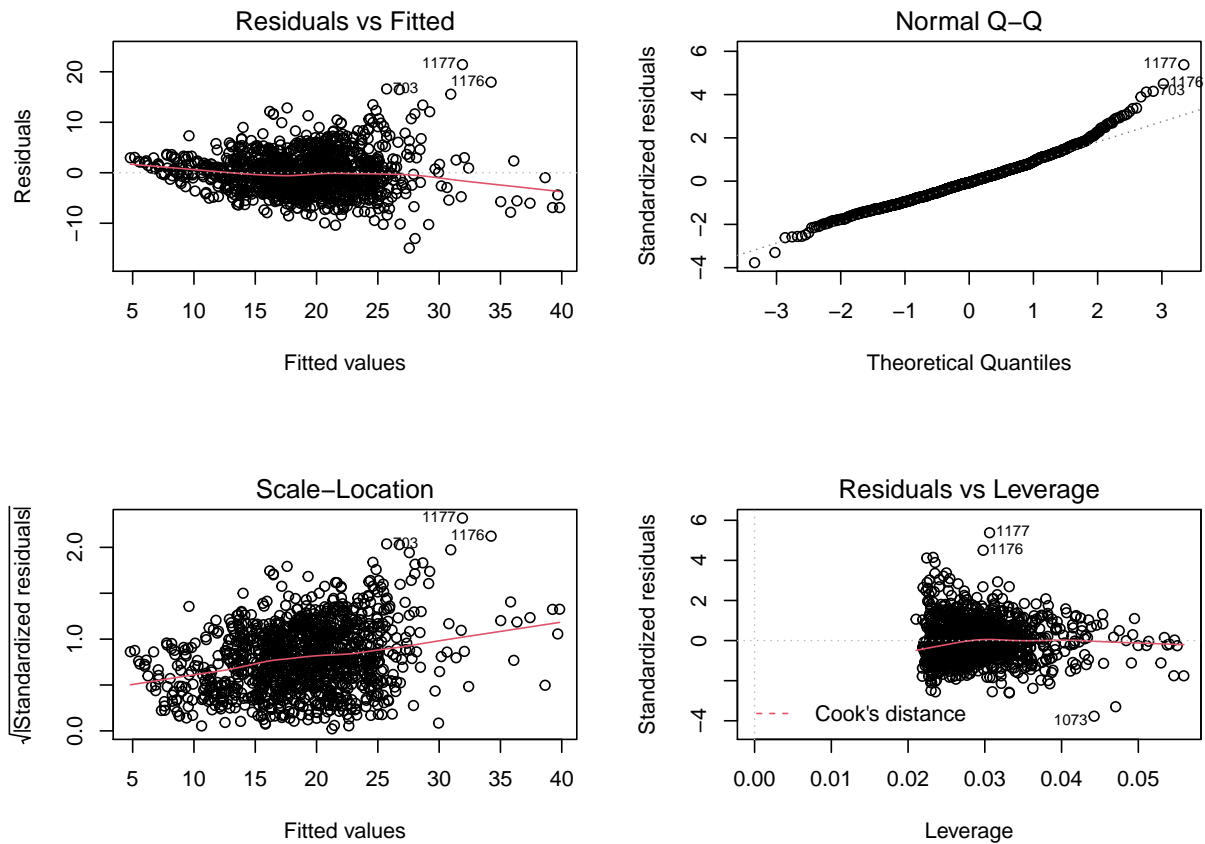 Residuals vs Fitted
Residuals
20
10
0
−10
1177
1176
703
5 10 15 20 25 30 35 40
Fitted values
Normal Q−Q
Standardized residuals
6
4
2
0
−2
−4
1177
1176
703
−3 −2 −1 0 1 2 3
Theoretical Quantiles
Scale−Location
√|Standardized residuals|
2.0
1.0
0.0
1177
1176
703
5 10 15 20 25 30 35 40
Fitted values
Residuals vs Leverage
Standardized residuals
6
4
2
0
−4
1177
1176
1073
Cook's distance
0.00 0.01 0.02 0.03 0.04 0.05
Leverage